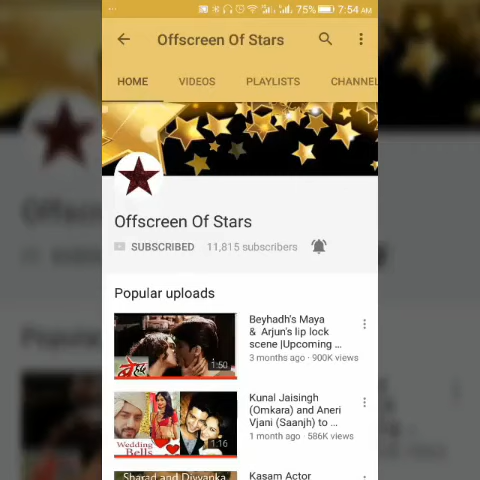 75% 7:54 AM
Offscreen Of Stars
HOME VIDEOS PLAYLISTS CHANNEL
Offscreen Of Stars
SUBSCRIBED 11,815 subscribers
Popular uploads
Beyhadh's Maya
& Arjun's lip lock
scene |Upcoming ...
3 months ago · 900K views
बेहद
1:50
Kunal Jaisingh
(Omkara) and Aneri
Vjani (Saanjh) to ...
1 month ago · 586K views
Wedding
Bells
1:16
Kasam Actor
Sharad and Divyanka